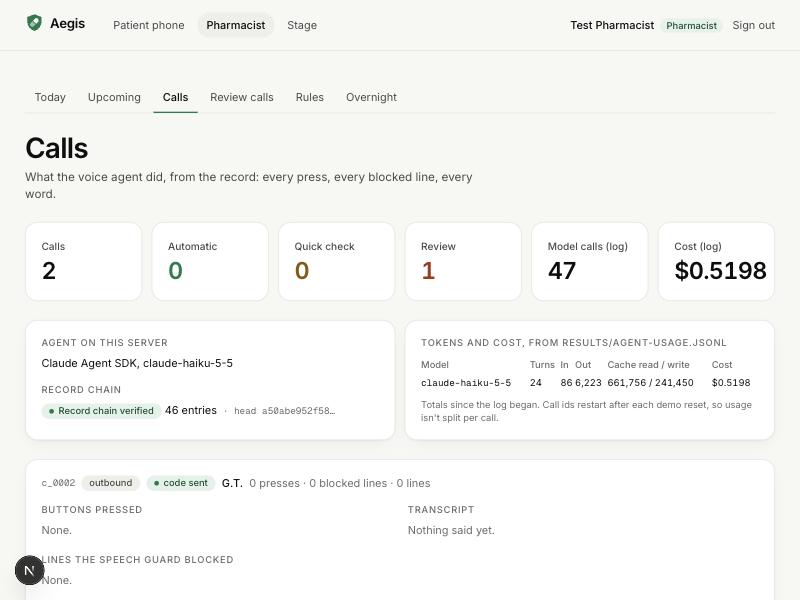 Aegis Patient phone Pharmacist Stage Test Pharmacist Pharmacist Sign out
Today Upcoming Calls Review calls Rules Overnight
Calls
What the voice agent did, from the record: every press, every blocked line, every
word.
Calls Automatic Quick check Review Model calls (log) Cost (log)
2 0 0 1 47 $0.5198
AGENT ON THIS SERVER
Claude Agent SDK, claude-haiku-5-5
RECORD CHAIN
Record chain verified 46 entries · head a50abe952f58…
TOKENS AND COST, FROM RESULTS/AGENT-USAGE.JSONL
Model Turns In Out Cache read / write Cost
claude-haiku-5-5 24 86 6,223 661,756 / 241,450 $0.5198
Totals since the log began. Call ids restart after each demo reset, so usage
isn't split per call.
c_0002 outbound code sent G.T. 0 presses · 0 blocked lines · 0 lines
BUTTONS PRESSED
None.
LINES THE SPEECH GUARD BLOCKED
None.
TRANSCRIPT
Nothing said yet.
N